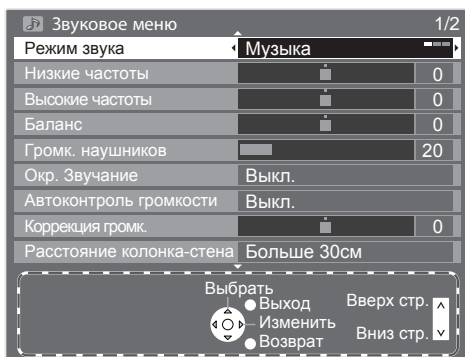 Звуковое меню 1/2
Режим звука Музыка
Низкие частоты 0
Высокие частоты 0
Баланс 0
Громк. наушников 20
Окр. Звучание Выкл.
Автоконтроль громкости Выкл.
Коррекция громк. 0
Расстояние колонка-стена Больше 30см
Выбрать
Выход Вверх стр.
Изменить
Возврат Вниз стр.